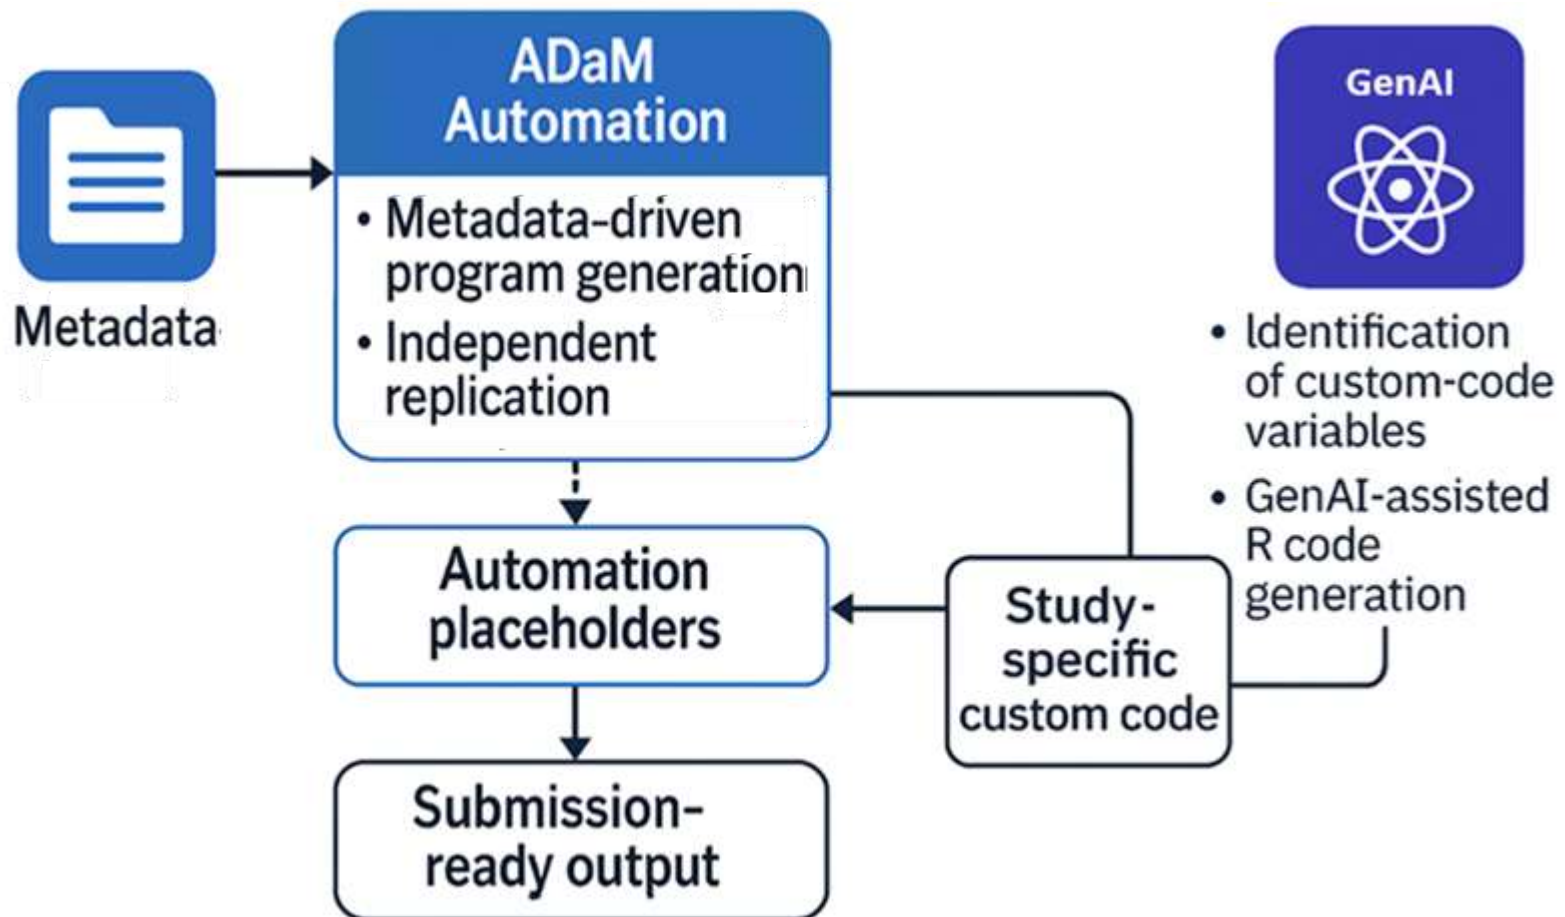 Metadata
ADaM
Automation
• Metadata-driven
program generation
• Independent
replication
Automation
placeholders
Submission-
ready output
Study-
specific
custom code
GenAI
• Identification
of custom-code
variables
• GenAI-assisted
R code
generation